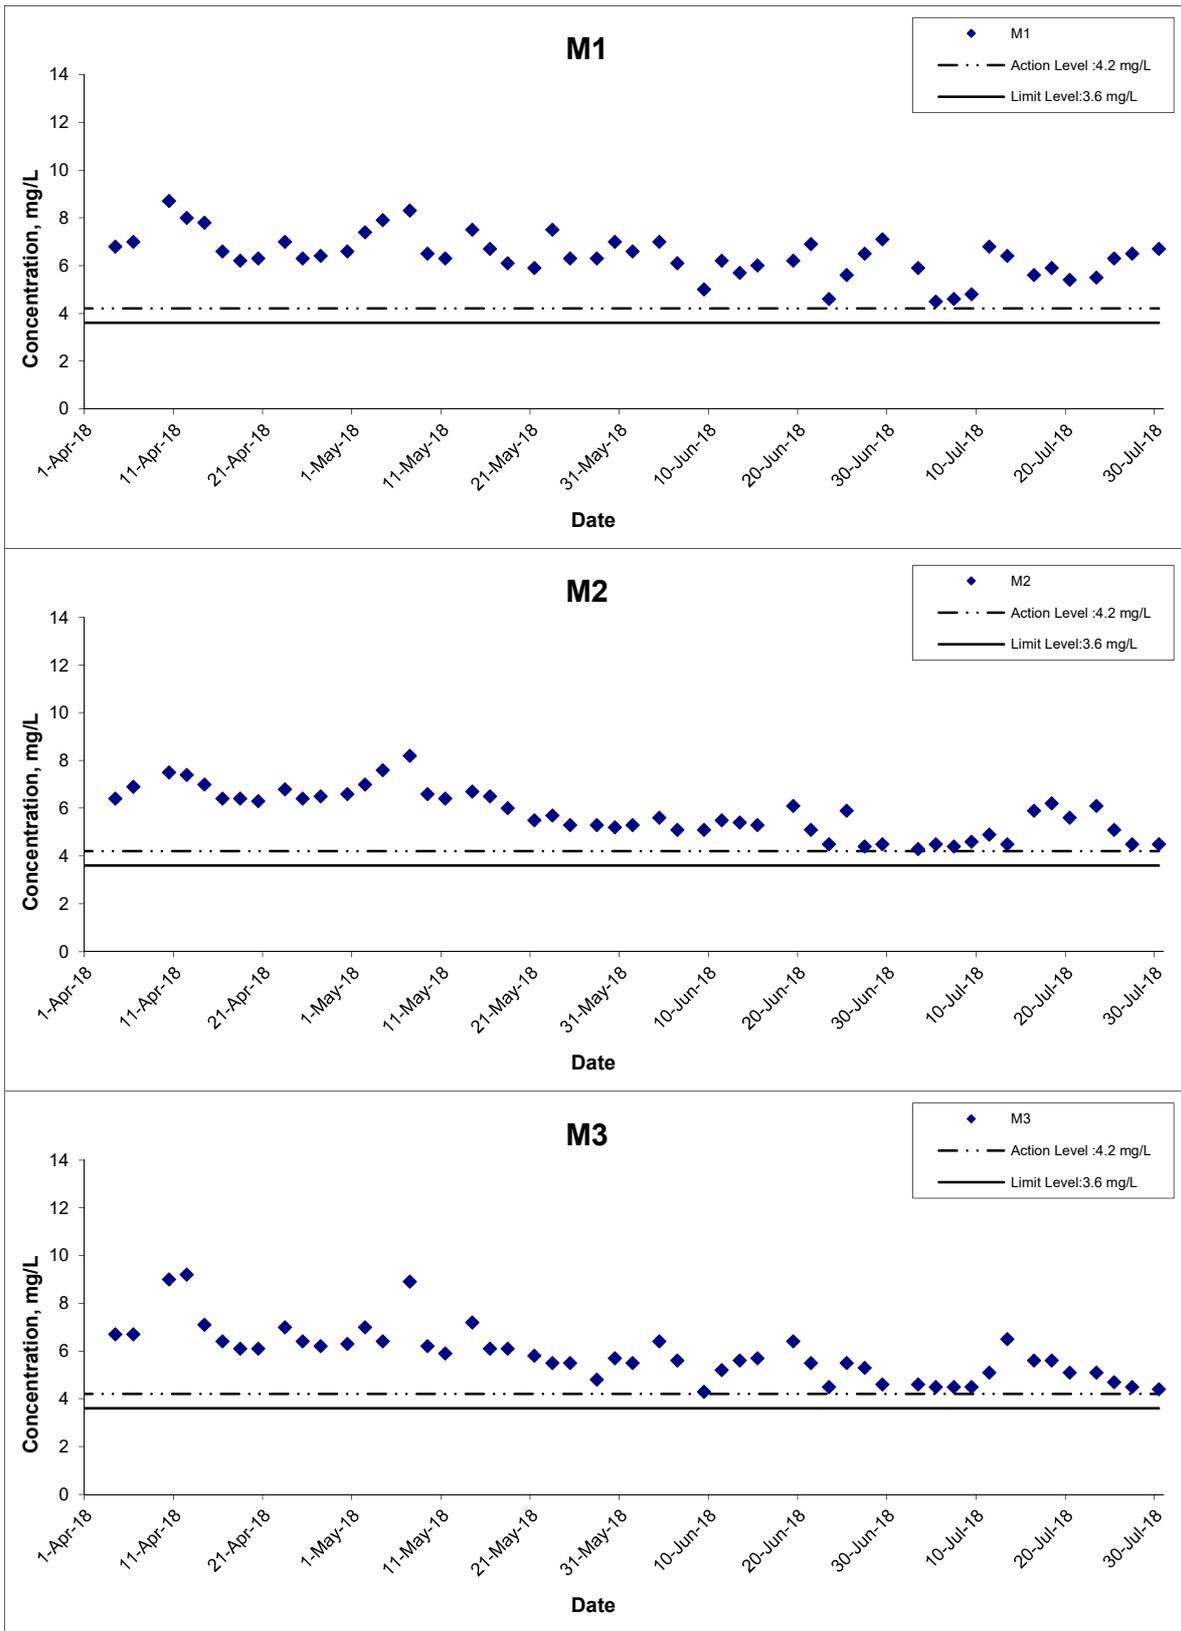 M1
M1
Action Level :4.2 mg/L
Limit Level:3.6 mg/L
Concentration, mg/L
14
12
10
8
6
4
2
0
1-Apr-18
11-Apr-18
21-Apr-18
1-May-18
11-May-18
21-May-18
31-May-18
10-Jun-18
20-Jun-18
30-Jun-18
10-Jul-18
20-Jul-18
30-Jul-18
Date
M2
M2
Action Level :4.2 mg/L
Limit Level:3.6 mg/L
Concentration, mg/L
14
12
10
8
6
4
2
0
1-Apr-18
11-Apr-18
21-Apr-18
1-May-18
11-May-18
21-May-18
31-May-18
10-Jun-18
20-Jun-18
30-Jun-18
10-Jul-18
20-Jul-18
30-Jul-18
Date
M3
M3
Action Level :4.2 mg/L
Limit Level:3.6 mg/L
Concentration, mg/L
14
12
10
8
6
4
2
0
1-Apr-18
11-Apr-18
21-Apr-18
1-May-18
11-May-18
21-May-18
31-May-18
10-Jun-18
20-Jun-18
30-Jun-18
10-Jul-18
20-Jul-18
30-Jul-18
Date